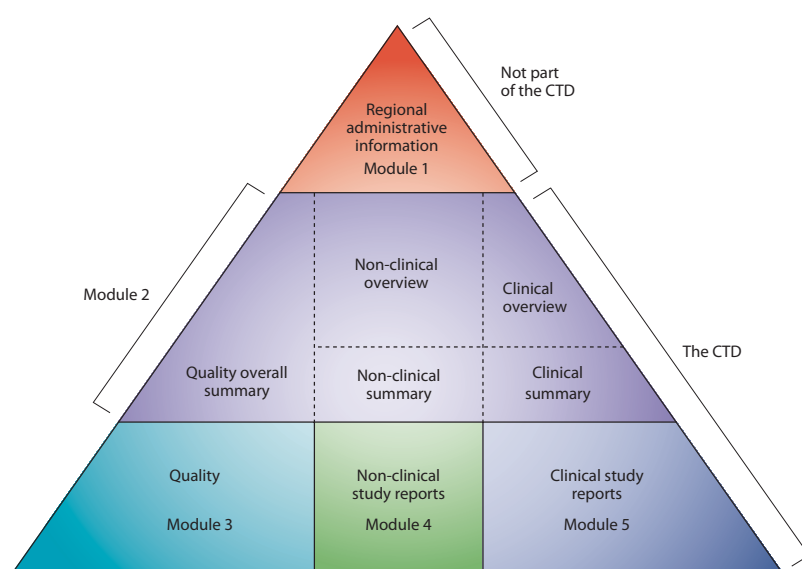 Not part
of the CTD
Regional
administrative
information
Module 1
Module 2
Non-clinical
overview
Clinical
overview
The CTD
Quality overall
summary
Non-clinical
summary
Clinical
summary
Quality
Module 3
Non-clinical
study reports
Module 4
Clinical study
reports
Module 5